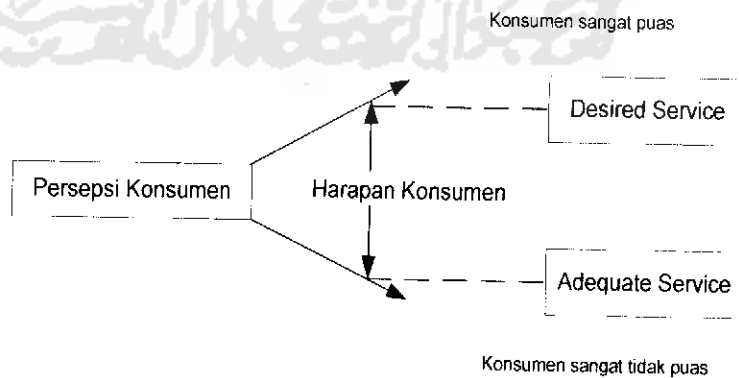 Konsumen sangat puas
Desired Service
Persepsi Konsumen
Harapan Konsumen
Adequate Service
Konsumen sangat tidak puas